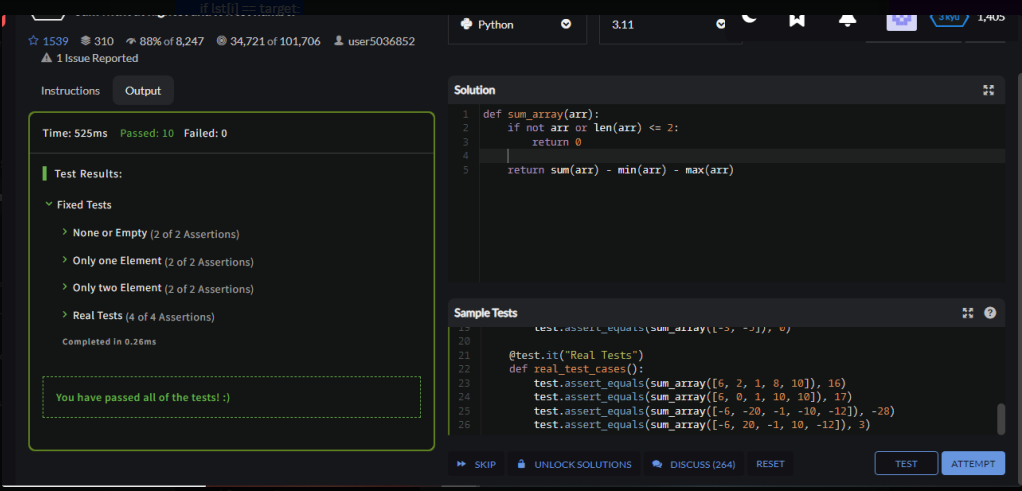 if lst[i] == target:
Python
3.11
3 kyu
1,405
1539 310 88% of 8,247 34,721 of 101,706 user5036852
1 Issue Reported
Instructions
Output
Time: 525ms Passed: 10 Failed: 0
Test Results:
Fixed Tests
None or Empty (2 of 2 Assertions)
Only one Element (2 of 2 Assertions)
Only two Element (2 of 2 Assertions)
Real Tests (4 of 4 Assertions)
Completed in 0.26ms
You have passed all of the tests! :)
Solution
1 def sum_array(arr):
2 if not arr or len(arr) <= 2:
3 return 0
4
5 return sum(arr) - min(arr) - max(arr)
Sample Tests
19 test.assert_equals(sum_array([-3, -5]), 0)
20
21 @test.it("Real Tests")
22 def real_test_cases():
23 test.assert_equals(sum_array([6, 2, 1, 8, 10]), 16)
24 test.assert_equals(sum_array([6, 0, 1, 10, 10]), 17)
25 test.assert_equals(sum_array([-6, -20, -1, -10, -12]), -28)
26 test.assert_equals(sum_array([-6, 20, -1, 10, -12]), 3)
SKIP
UNLOCK SOLUTIONS
DISCUSS (264)
RESET
TEST
ATTEMPT